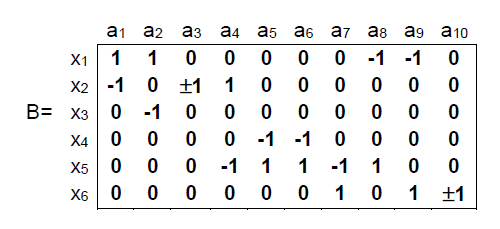 a1 a2 a3 a4 a5 a6 a7 a8 a9 a10
x1 1 1 0 0 0 0 0 -1 -1 0
x2 -1 0 ±1 1 0 0 0 0 0 0
B= x3 0 -1 0 0 0 0 0 0 0 0
x4 0 0 0 0 -1 -1 0 0 0 0
x5 0 0 0 -1 1 1 -1 1 0 0
x6 0 0 0 0 0 0 1 0 1 ±1